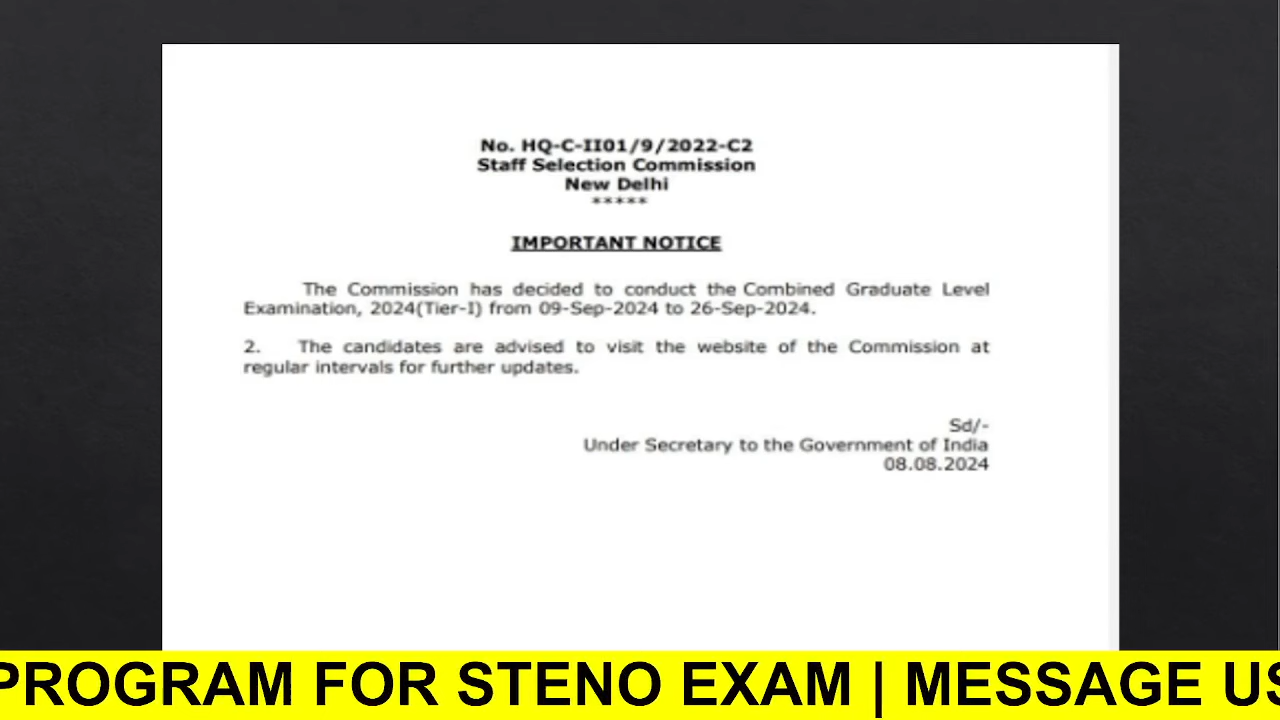 No. HQ-C-II01/9/2022-C2
Staff Selection Commission
New Delhi
*****
IMPORTANT NOTICE
The Commission has decided to conduct the Combined Graduate Level
Examination, 2024(Tier-I) from 09-Sep-2024 to 26-Sep-2024.
2. The candidates are advised to visit the website of the Commission at
regular intervals for further updates.
Sd/-
Under Secretary to the Government of India
08.08.2024
PROGRAM FOR STENO EXAM | MESSAGE US